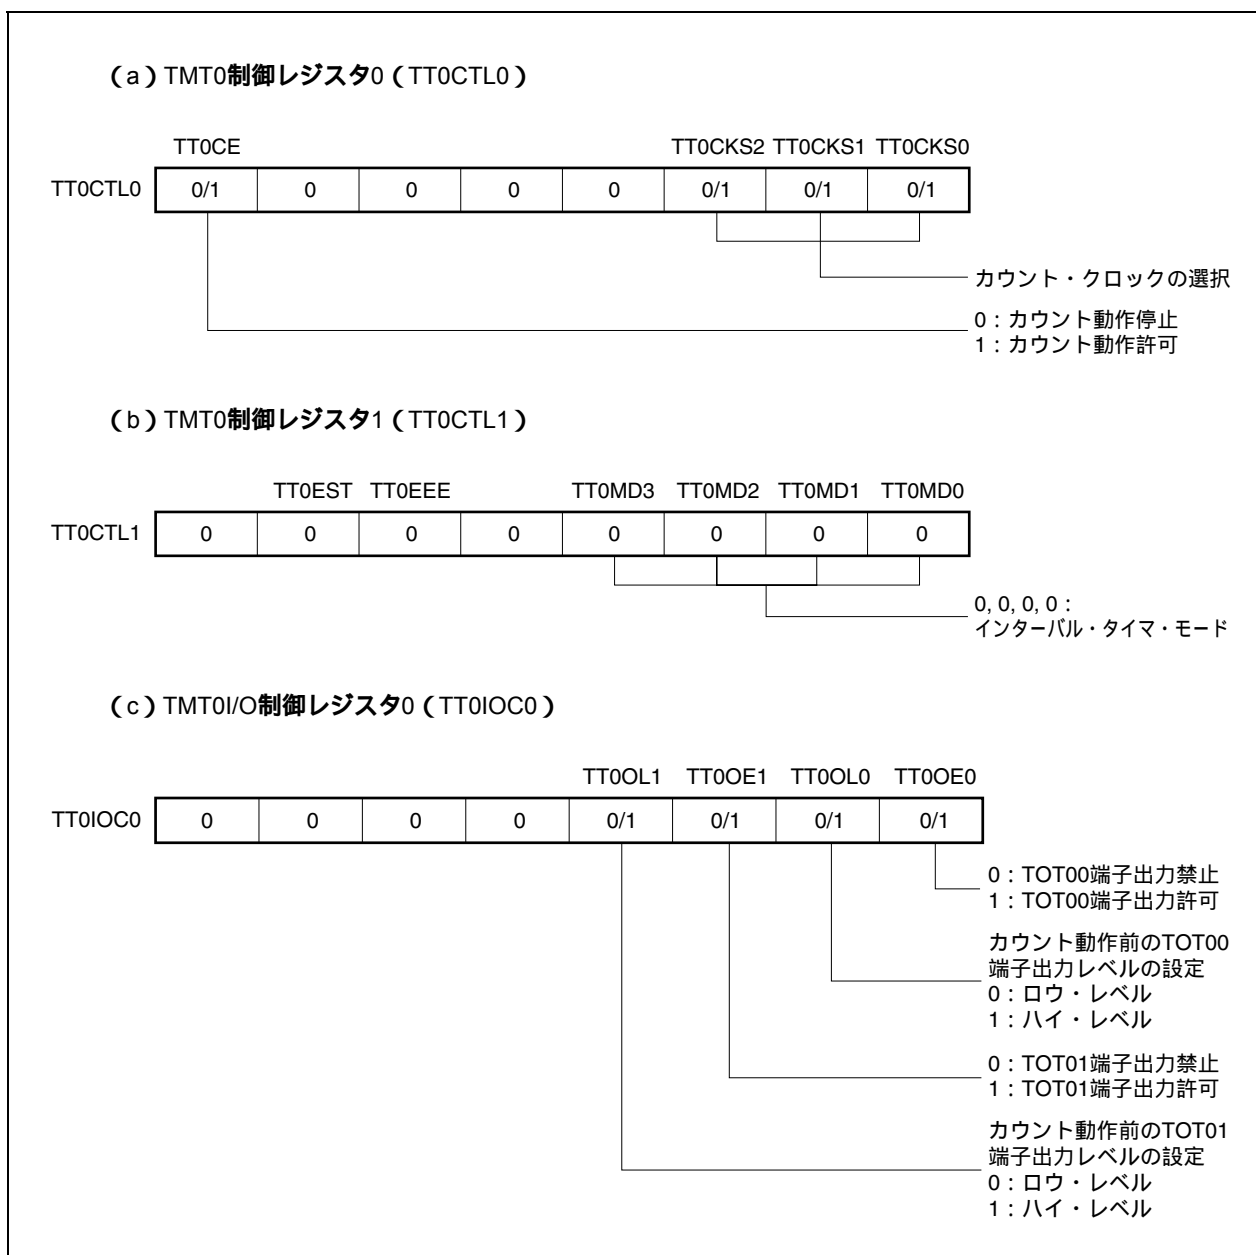 （a）TMT0制御レジスタ0（TT0CTL0）
TT0CE TT0CKS2 TT0CKS1 TT0CKS0
TT0CTL0 0/1 0 0 0 0 0/1 0/1 0/1
カウント・クロックの選択
0：カウント動作停止
1：カウント動作許可
（b）TMT0制御レジスタ1（TT0CTL1）
TT0EST TT0EEE TT0MD3 TT0MD2 TT0MD1 TT0MD0
TT0CTL1 0 0 0 0 0 0 0 0
0, 0, 0, 0：
インターバル・タイマ・モード
（c）TMT0I/O制御レジスタ0（TT0IOC0）
TT0OL1 TT0OE1 TT0OL0 TT0OE0
TT0IOC0 0 0 0 0 0/1 0/1 0/1 0/1
0：TOT00端子出力禁止
1：TOT00端子出力許可
カウント動作前のTOT00
端子出力レベルの設定
0：ロウ・レベル
1：ハイ・レベル
0：TOT01端子出力禁止
1：TOT01端子出力許可
カウント動作前のTOT01
端子出力レベルの設定
0：ロウ・レベル
1：ハイ・レベル